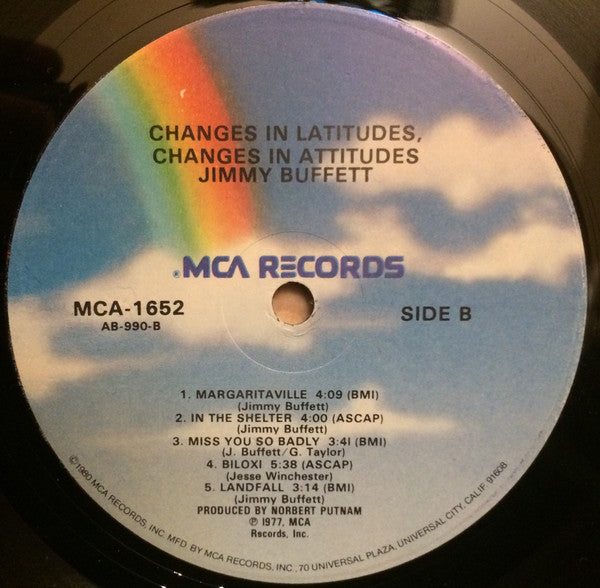 CHANGES IN LATITUDES,
CHANGES IN ATTITUDES
JIMMY BUFFETT
MCA RECORDS
MCA-1652
AB-990-B
SIDE B
1. MARGARITAVILLE 4:09 (BMI)
(Jimmy Buffett)
2. IN THE SHELTER 4:00 (ASCAP)
(Jimmy Buffett)
3. MISS YOU SO BADLY 3:41 (BMI)
(J. Buffett/G. Taylor)
4. BILOXI 5:38 (ASCAP)
(Jesse Winchester)
5. LANDFALL 3:14 (BMI)
(Jimmy Buffett)
PRODUCED BY NORBERT PUTNAM
℗ 1977, MCA
Records, Inc.
©1980 MCA RECORDS, INC. MFD BY MCA RECORDS, INC., 70 UNIVERSAL PLAZA, UNIVERSAL CITY, CALIF. 91608